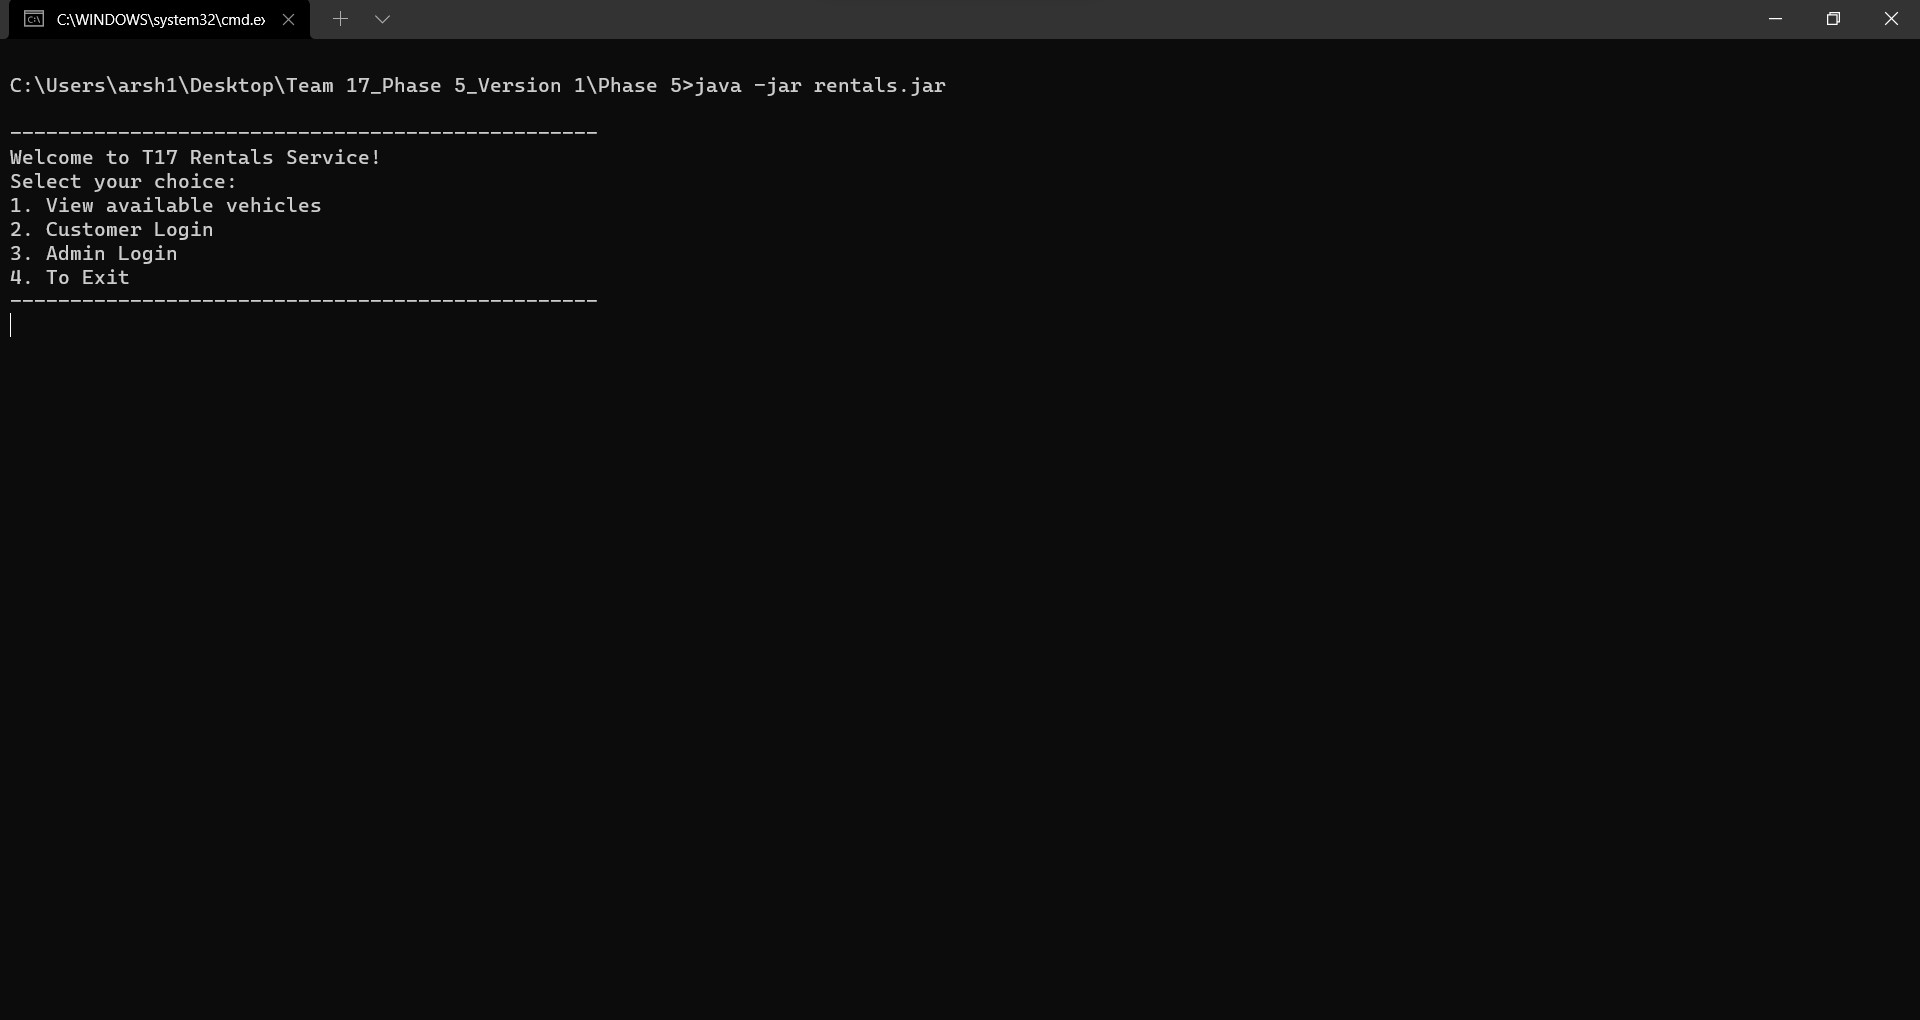 C:\WINDOWS\system32\cmd.ex
C:\Users\arsh1\Desktop\Team 17_Phase 5_Version 1\Phase 5>java -jar rentals.jar
-------------------------------------------------
Welcome to T17 Rentals Service!
Select your choice:
1. View available vehicles
2. Customer Login
3. Admin Login
4. To Exit
-------------------------------------------------